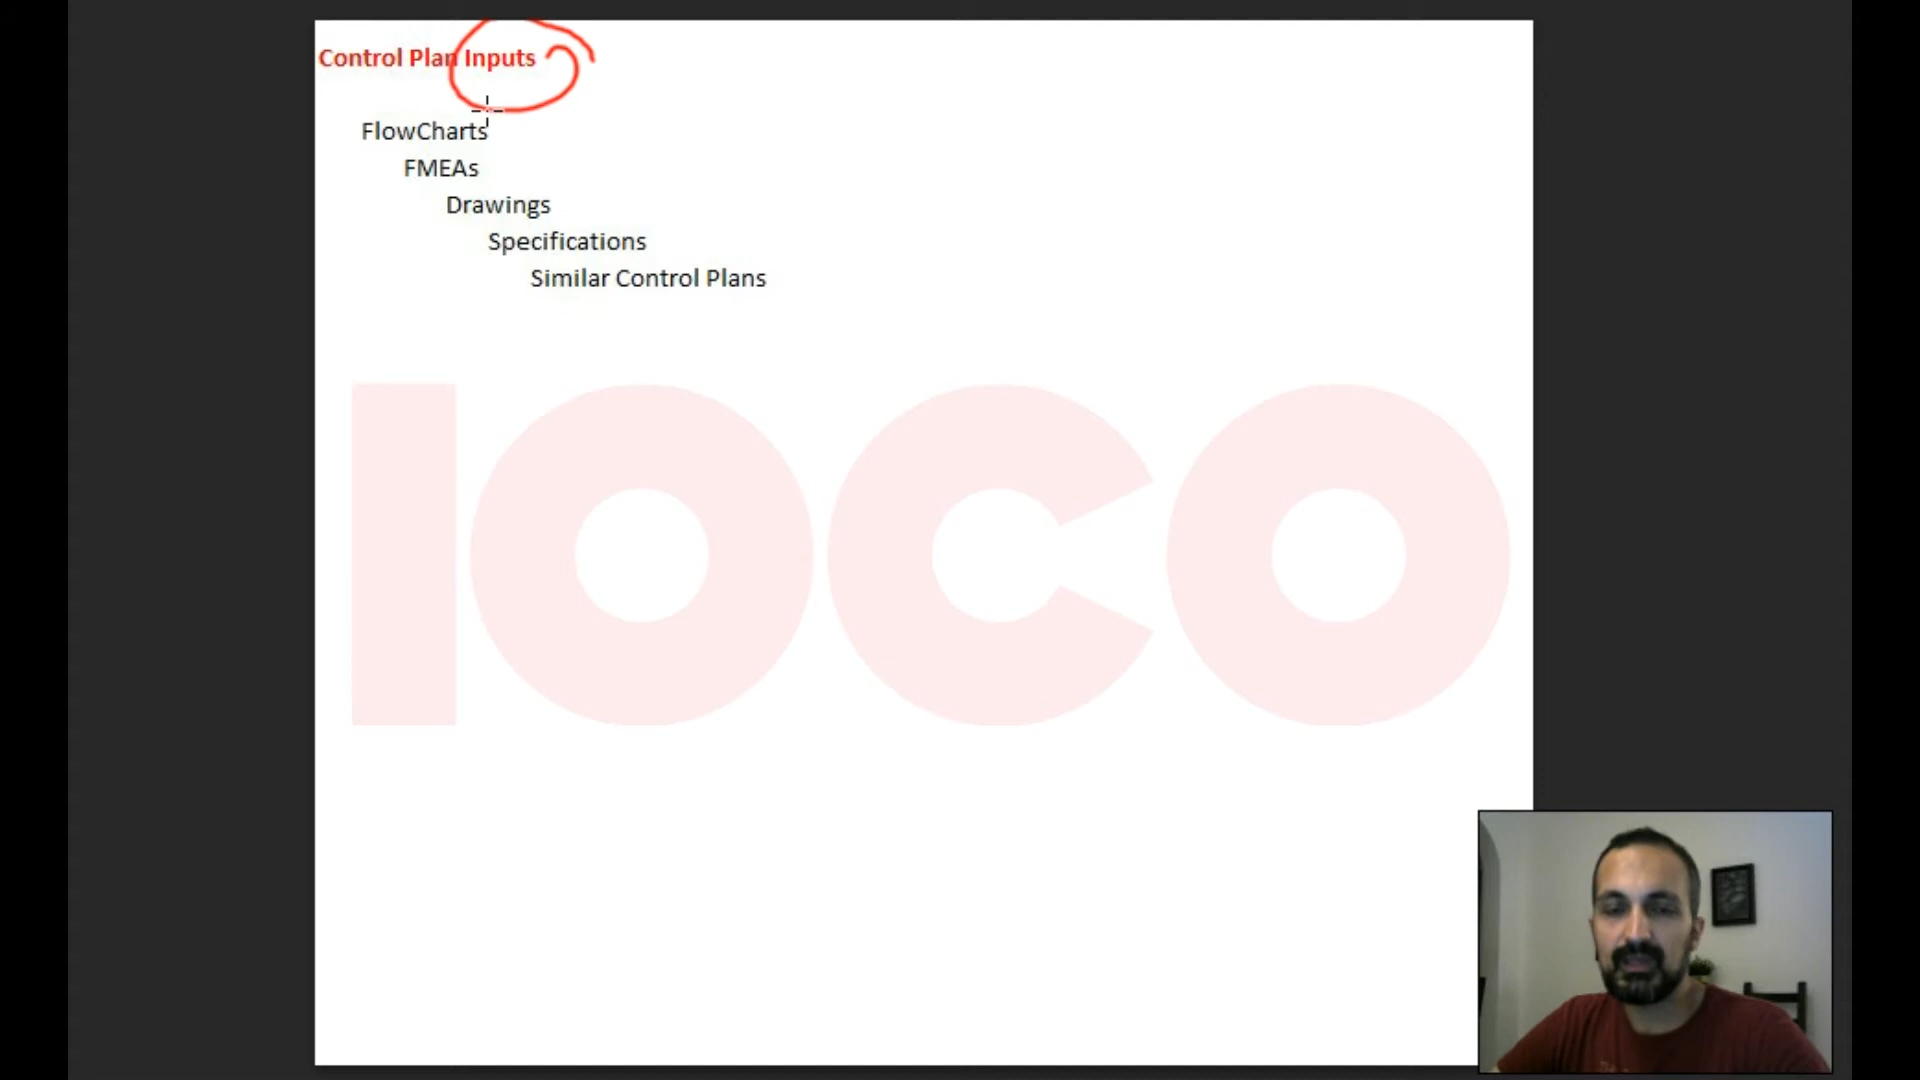 Control Plan Inputs
FlowCharts
FMEAs
Drawings
Specifications
Similar Control Plans
IOCO